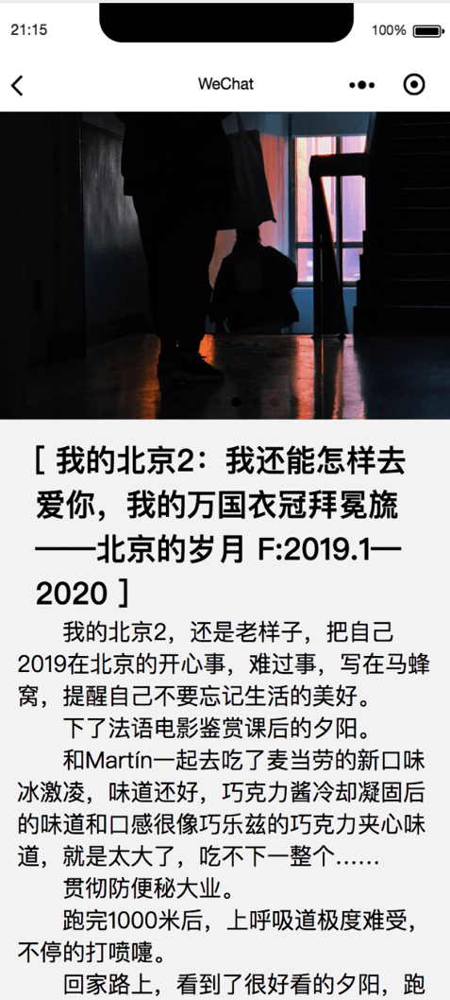 21:15
100%
WeChat
[ 我的北京2：我还能怎样去
爱你，我的万国衣冠拜冕旒
——北京的岁月 F:2019.1—
2020 ]
我的北京2，还是老样子，把自己
2019在北京的开心事，难过事，写在马蜂
窝，提醒自己不要忘记生活的美好。
下了法语电影鉴赏课后的夕阳。
和Martín一起去吃了麦当劳的新口味
冰激凌，味道还好，巧克力酱冷却凝固后
的味道和口感很像巧乐兹的巧克力夹心味
道，就是太大了，吃不下一整个……
贯彻防便秘大业。
跑完1000米后，上呼吸道极度难受，
不停的打喷嚏。
回家路上，看到了很好看的夕阳，跑